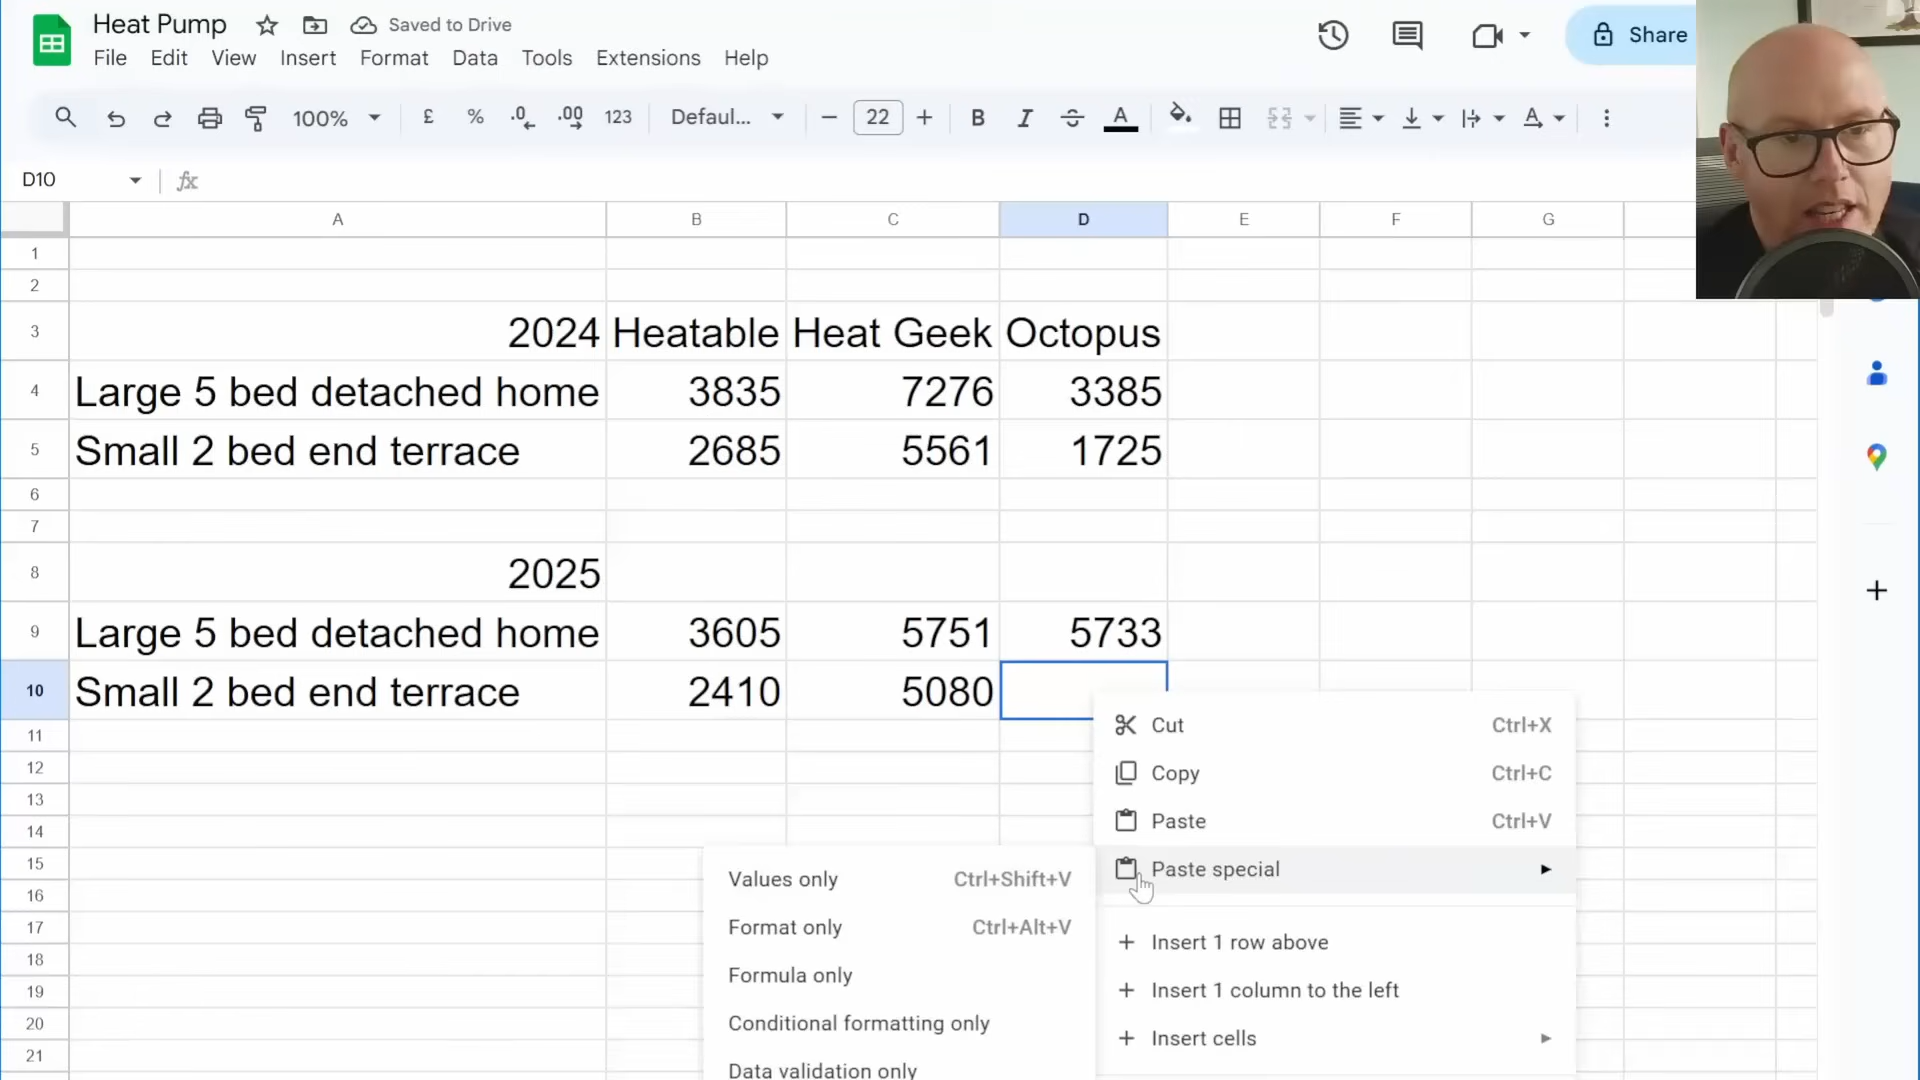 Heat Pump
Saved to Drive
Share
File Edit View Insert Format Data Tools Extensions Help
100% £ % .0 .00 123 Defaul... 22 B I A A
D10 fx
A B C D E F G
1
2
3 2024 Heatable Heat Geek Octopus
4 Large 5 bed detached home 3835 7276 3385
5 Small 2 bed end terrace 2685 5561 1725
6
7
8 2025
9 Large 5 bed detached home 3605 5751 5733
10 Small 2 bed end terrace 2410 5080
11
12
13
14
15
16
17
18
19
20
21
Cut Ctrl+X
Copy Ctrl+C
Paste Ctrl+V
Paste special
Insert 1 row above
Insert 1 column to the left
Insert cells
Values only Ctrl+Shift+V
Format only Ctrl+Alt+V
Formula only
Conditional formatting only
Data validation only